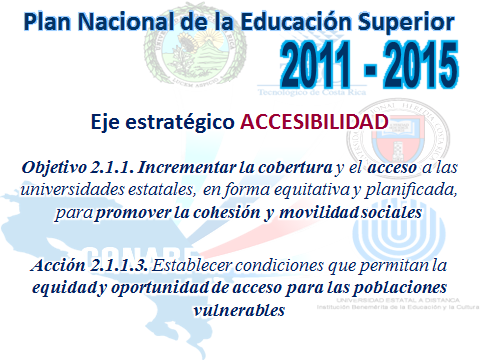 Plan Nacional de la Educación Superior
2011 - 2015
Tecnológico de Costa Rica
Eje estratégico ACCESIBILIDAD
Objetivo 2.1.1. Incrementar la cobertura y el acceso a las
universidades estatales, en forma equitativa y planificada,
para promover la cohesión y movilidad sociales
CONARE
Acción 2.1.1.3. Establecer condiciones que permitan la
equidad y oportunidad de acceso para las poblaciones
vulnerables
UNIVERSIDAD ESTATAL A DISTANCIA
Institución Benemérita de la Educación y la Cultura